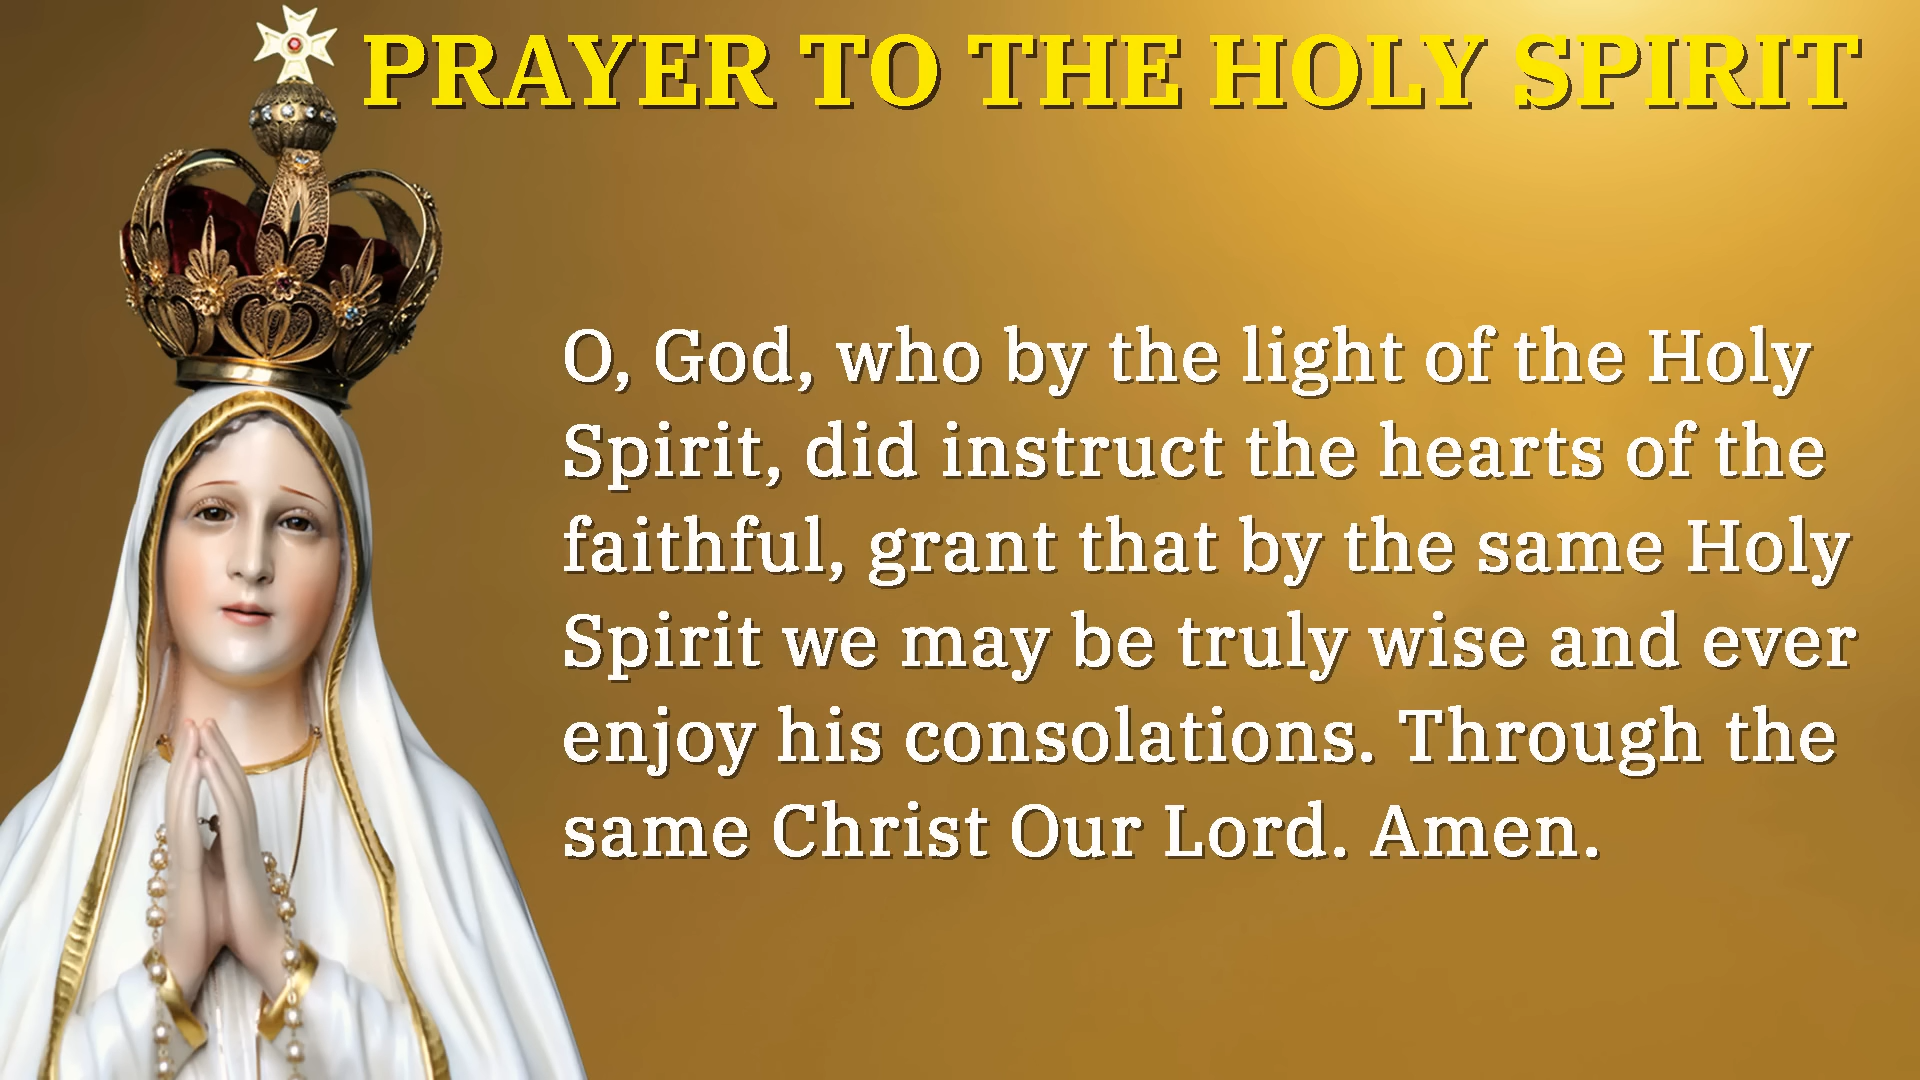 PRAYER TO THE HOLY SPIRIT
O, God, who by the light of the Holy
Spirit, did instruct the hearts of the
faithful, grant that by the same Holy
Spirit we may be truly wise and ever
enjoy his consolations. Through the
same Christ Our Lord. Amen.